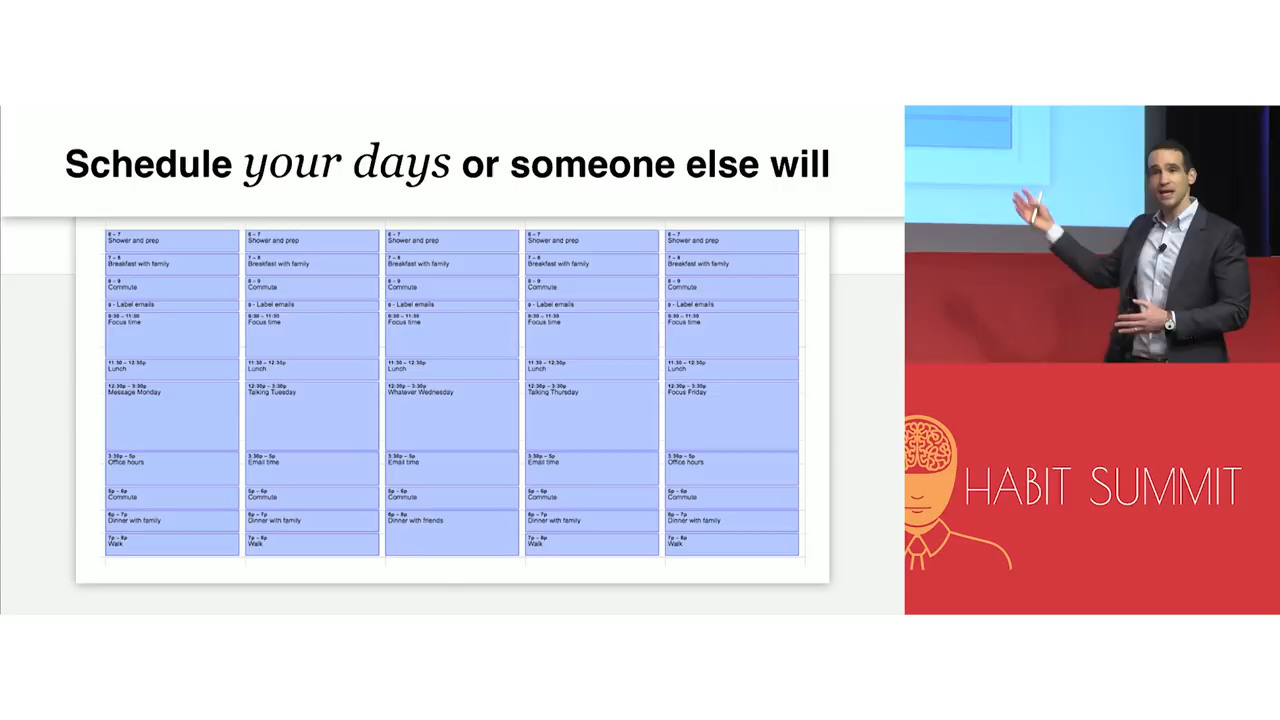 Schedule your days or someone else will
6 – 7
Shower and prep
7 – 8
Breakfast with family
8 – 9
Commute
9 - Label emails
9:30 – 11:30
Focus time
11:30 – 12:30p
Lunch
12:30p – 3:30p
Message Monday
3:30p – 5p
Office hours
5p – 6p
Commute
6p – 7p
Dinner with family
7p – 8p
Walk
6 – 7
Shower and prep
7 – 8
Breakfast with family
8 – 9
Commute
9 - Label emails
9:30 – 11:30
Focus time
11:30 – 12:30p
Lunch
12:30p – 3:30p
Talking Tuesday
3:30p – 5p
Email time
5p – 6p
Commute
6p – 7p
Dinner with family
7p – 8p
Walk
6 – 7
Shower and prep
7 – 8
Breakfast with family
8 – 9
Commute
9 - Label emails
9:30 – 11:30
Focus time
11:30 – 12:30p
Lunch
12:30p – 3:30p
Whatever Wednesday
3:30p – 5p
Email time
5p – 6p
Commute
6p – 8p
Dinner with friends
6 – 7
Shower and prep
7 – 8
Breakfast with family
8 – 9
Commute
9 - Label emails
9:30 – 11:30
Focus time
11:30 – 12:30p
Lunch
12:30p – 3:30p
Talking Thursday
3:30p – 5p
Email time
5p – 6p
Commute
6p – 7p
Dinner with family
7p – 8p
Walk
6 – 7
Shower and prep
7 – 8
Breakfast with family
8 – 9
Commute
9 - Label emails
9:30 – 11:30
Focus time
11:30 – 12:30p
Lunch
12:30p – 3:30p
Focus Friday
3:30p – 5p
Office hours
5p – 6p
Commute
6p – 7p
Dinner with family
7p – 8p
Walk
HABIT SUMMIT